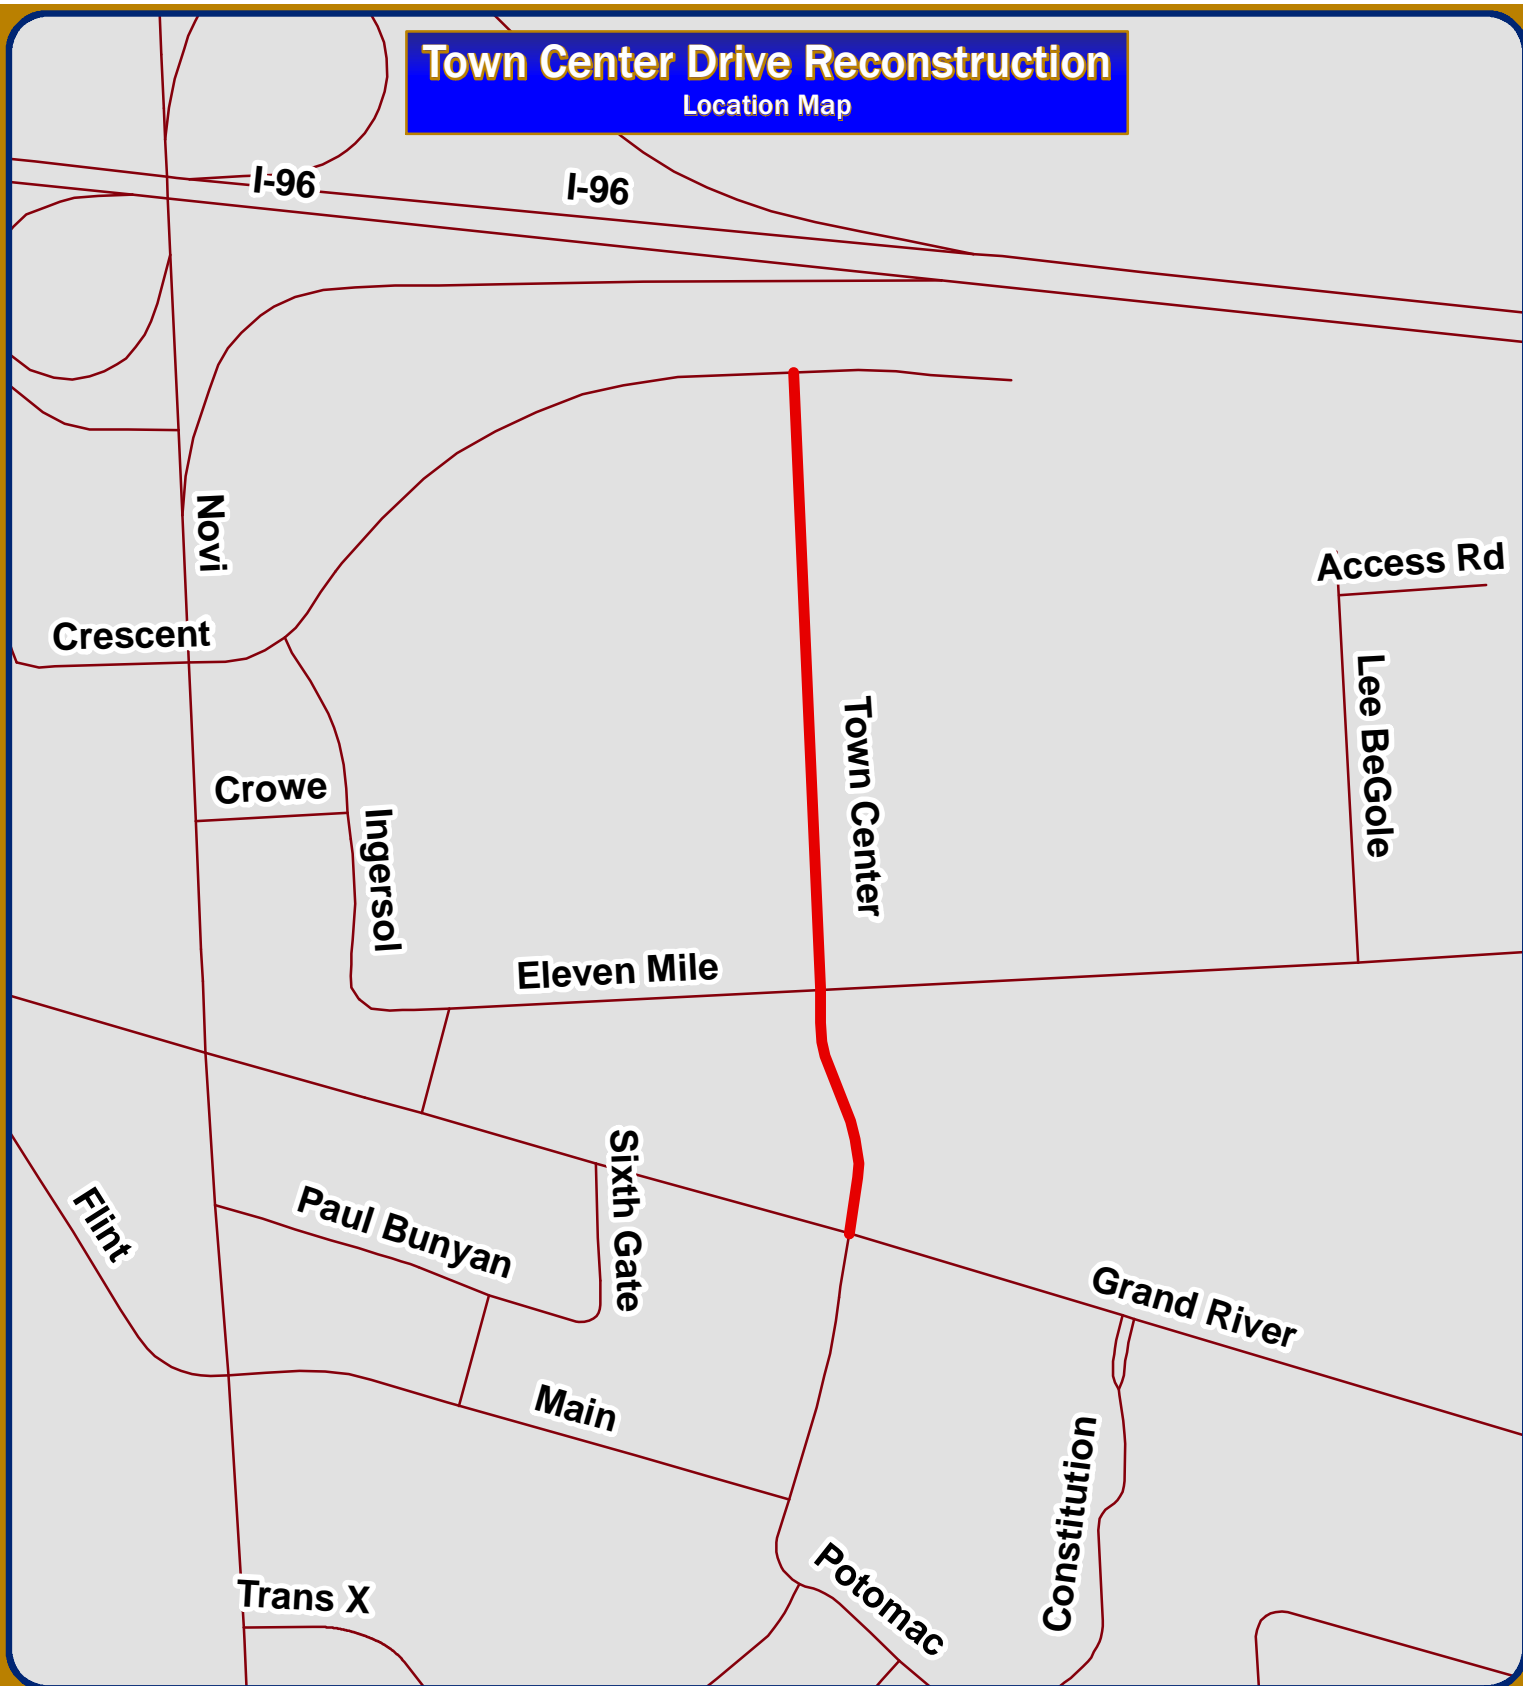 Town Center Drive Reconstruction
Location Map
I-96
I-96
Novi
Access Rd
Crescent
Lee BeGole
Town Center
Crowe
Ingersol
Eleven Mile
Sixth Gate
Flint
Paul Bunyan
Grand River
Main
Constitution
Potomac
Trans X